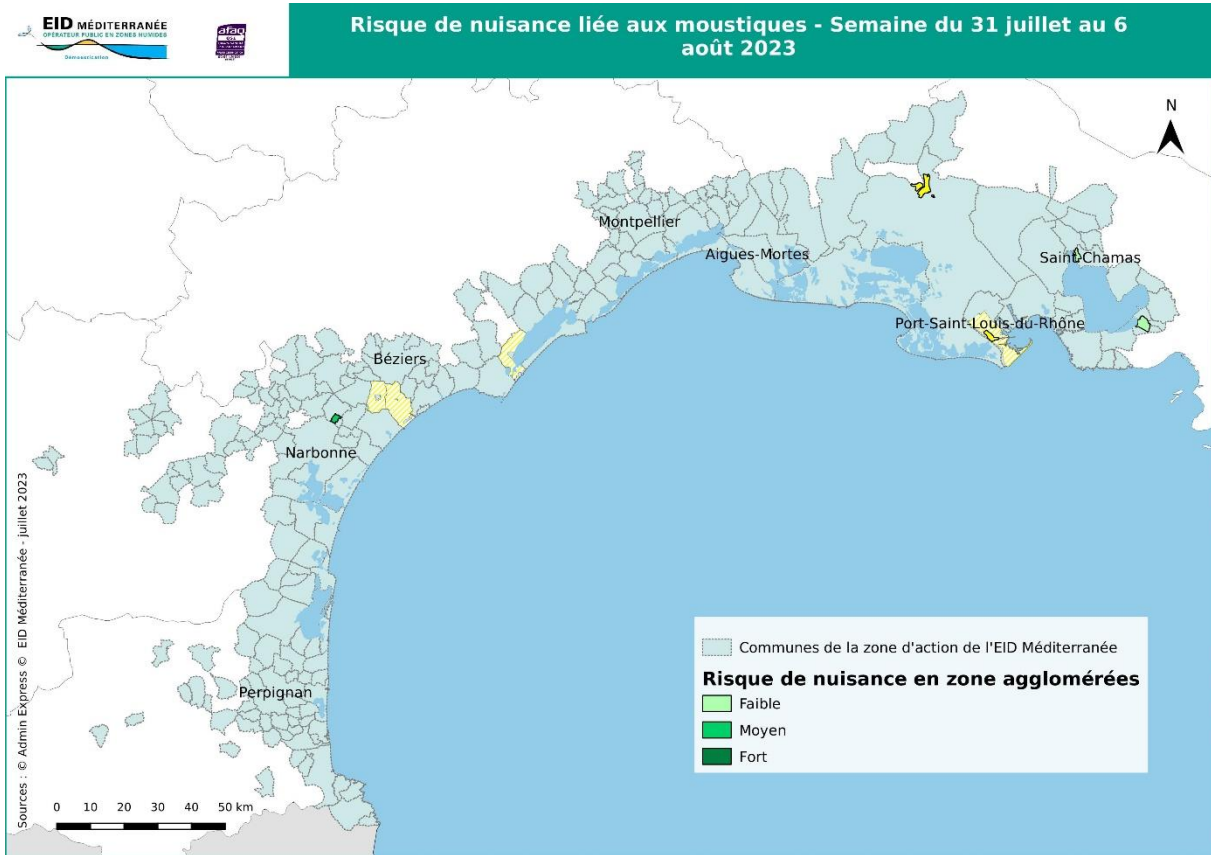 EID MÉDITERRANÉE
OPÉRATEUR PUBLIC EN ZONES HUMIDES
Démoustication
afaq
Risque de nuisance liée aux moustiques - Semaine du 31 juillet au 6
août 2023
N
Montpellier
Aigues-Mortes
Saint-Chamas
Port-Saint-Louis-du-Rhône
Béziers
Narbonne
Perpignan
Communes de la zone d'action de l'EID Méditerranée
Risque de nuisance en zone agglomérées
Faible
Moyen
Fort
0 10 20 30 40 50 km
Sources : © Admin Express © EID Méditerranée - juillet 2023